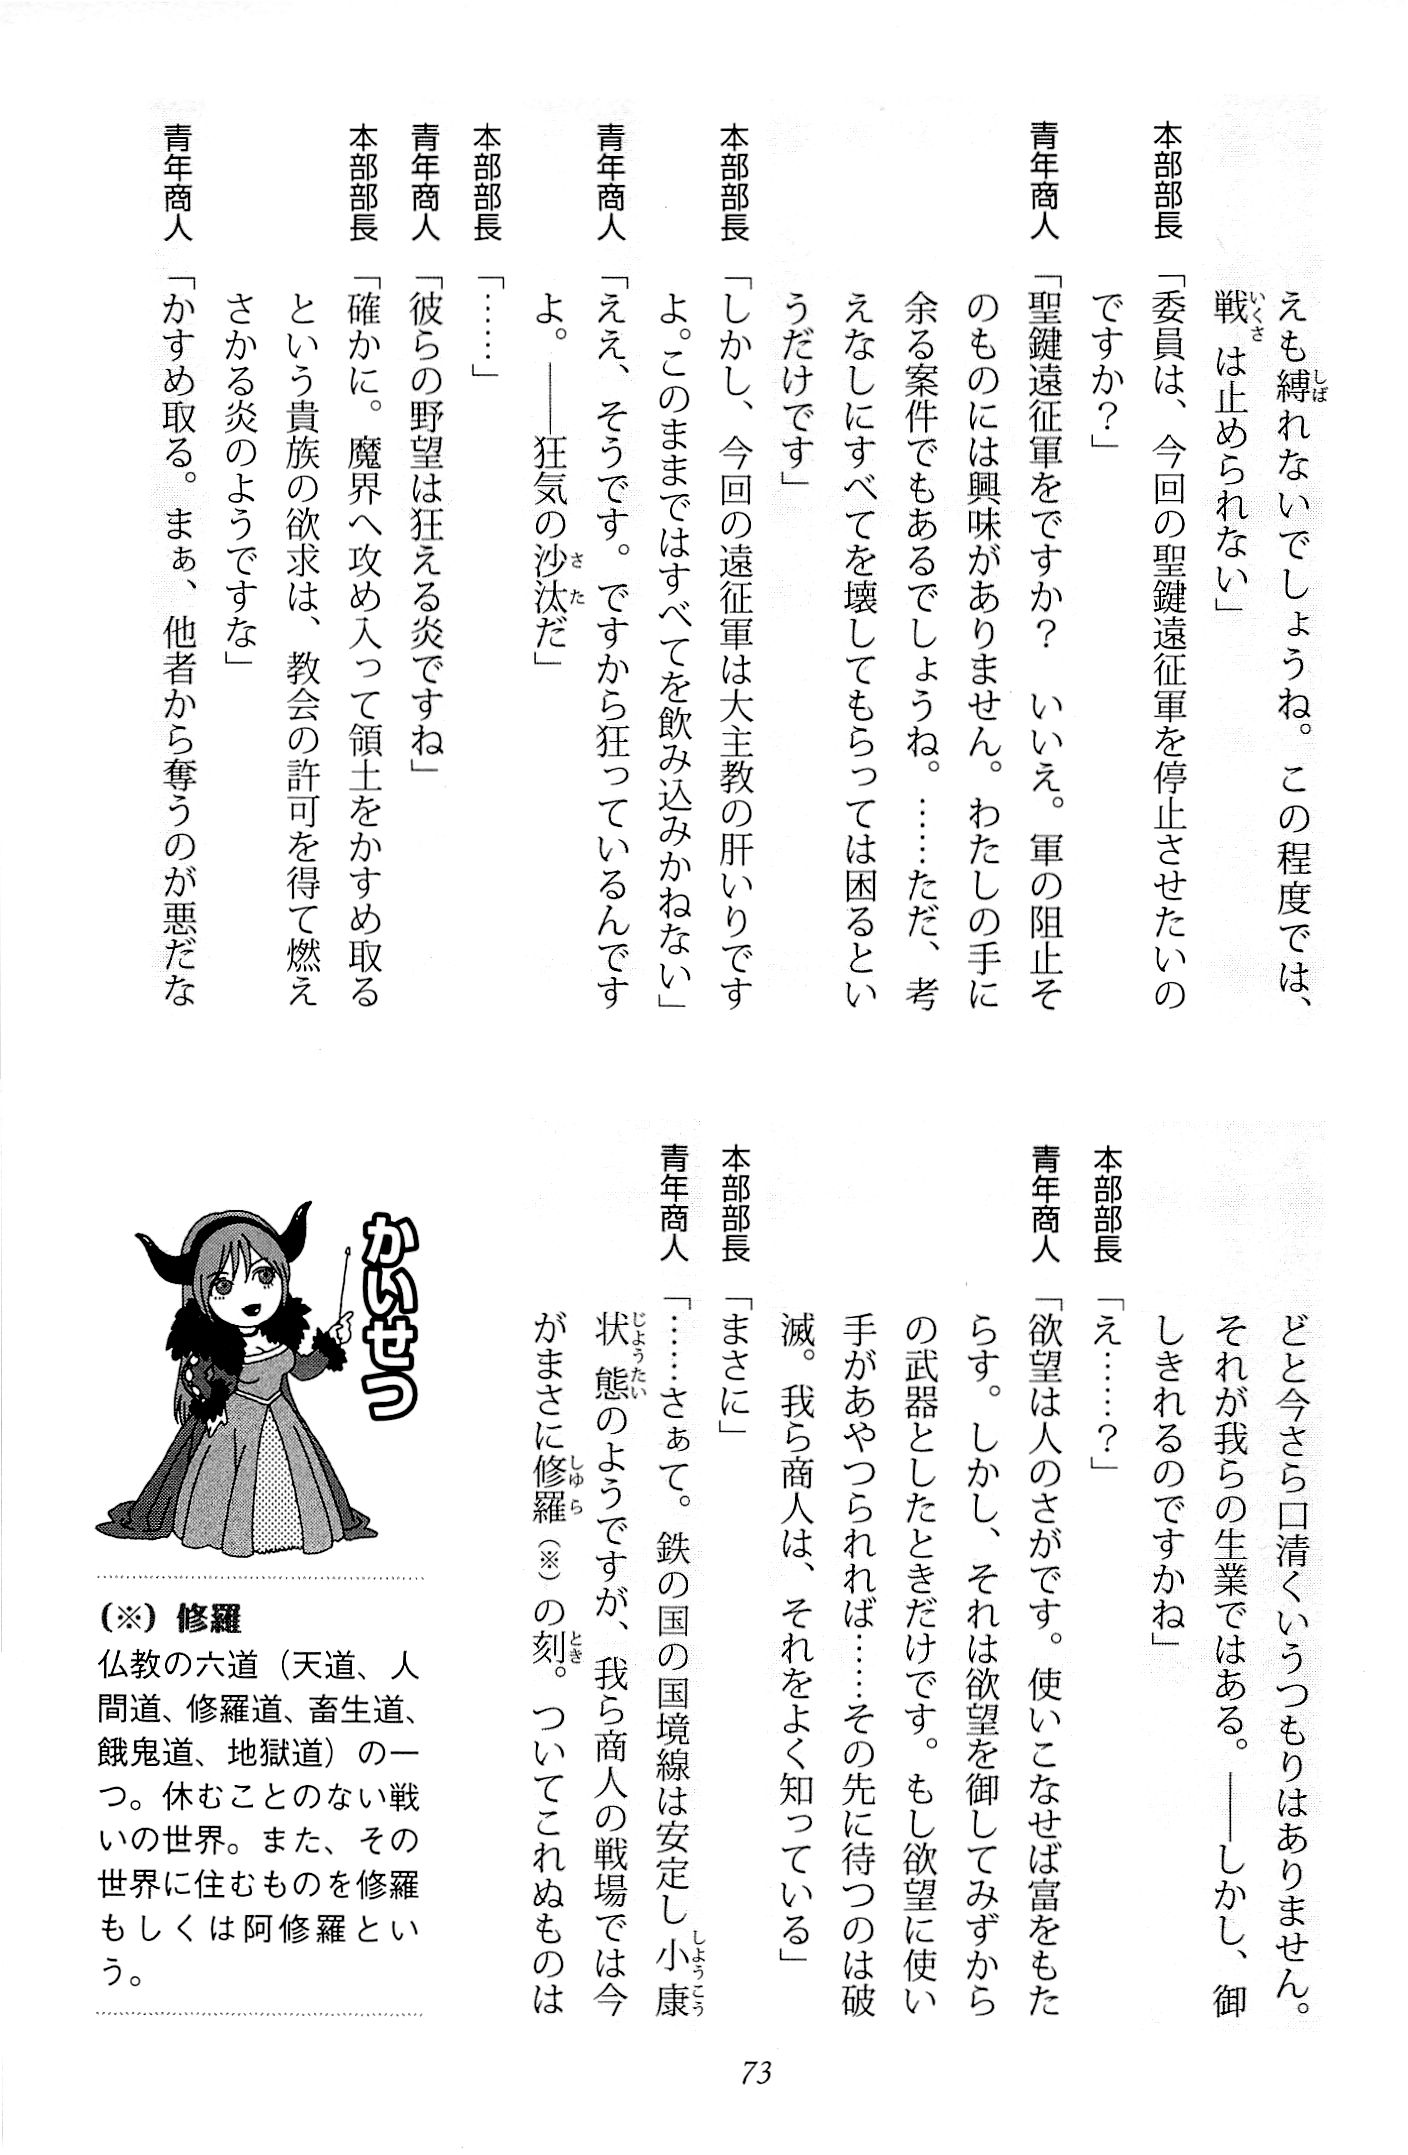 えも縛れないでしょうね。この程度では、
戦は止められない」
本部部長「委員は、今回の聖鍵遠征軍を停止させたいの
ですか？」
青年商人「聖鍵遠征軍をですか？　いいえ。軍の阻止そ
のものには興味がありません。わたしの手に
余る案件でもあるでしょうね。……ただ、考
えなしにすべてを壊してもらっては困るとい
うだけです」
本部部長「しかし、今回の遠征軍は大主教の肝いりです
よ。このままではすべてを飲み込みかねない」
青年商人「ええ、そうです。ですから狂っているんです
よ。――狂気の沙汰だ」
本部部長「……」
青年商人「彼らの野望は狂える炎ですね」
本部部長「確かに。魔界へ攻め入って領土をかすめ取る
という貴族の欲求は、教会の許可を得て燃え
さかる炎のようですな」
青年商人「かすめ取る。まぁ、他者から奪うのが悪だな
どと今さら口清くいうつもりはありません。
それが我らの生業ではある。――しかし、御
しきれるのですかね」
本部部長「え……？」
青年商人「欲望は人のさがです。使いこなせば富をもた
らす。しかし、それは欲望を御してみずから
の武器としたときだけです。もし欲望に使い
手があやつられれば……その先に待つのは破
滅。我ら商人は、それをよく知っている」
本部部長「まさに」
青年商人「……さぁて。鉄の国の国境線は安定し小康
状態のようですが、我ら商人の戦場では今
がまさに修羅（※）の刻。ついてこれぬものは
かいせつ
（※）修羅
仏教の六道（天道、人
間道、修羅道、畜生道、
餓鬼道、地獄道）の一
つ。休むことのない戦
いの世界。また、その
世界に住むものを修羅
もしくは阿修羅とい
う。
73